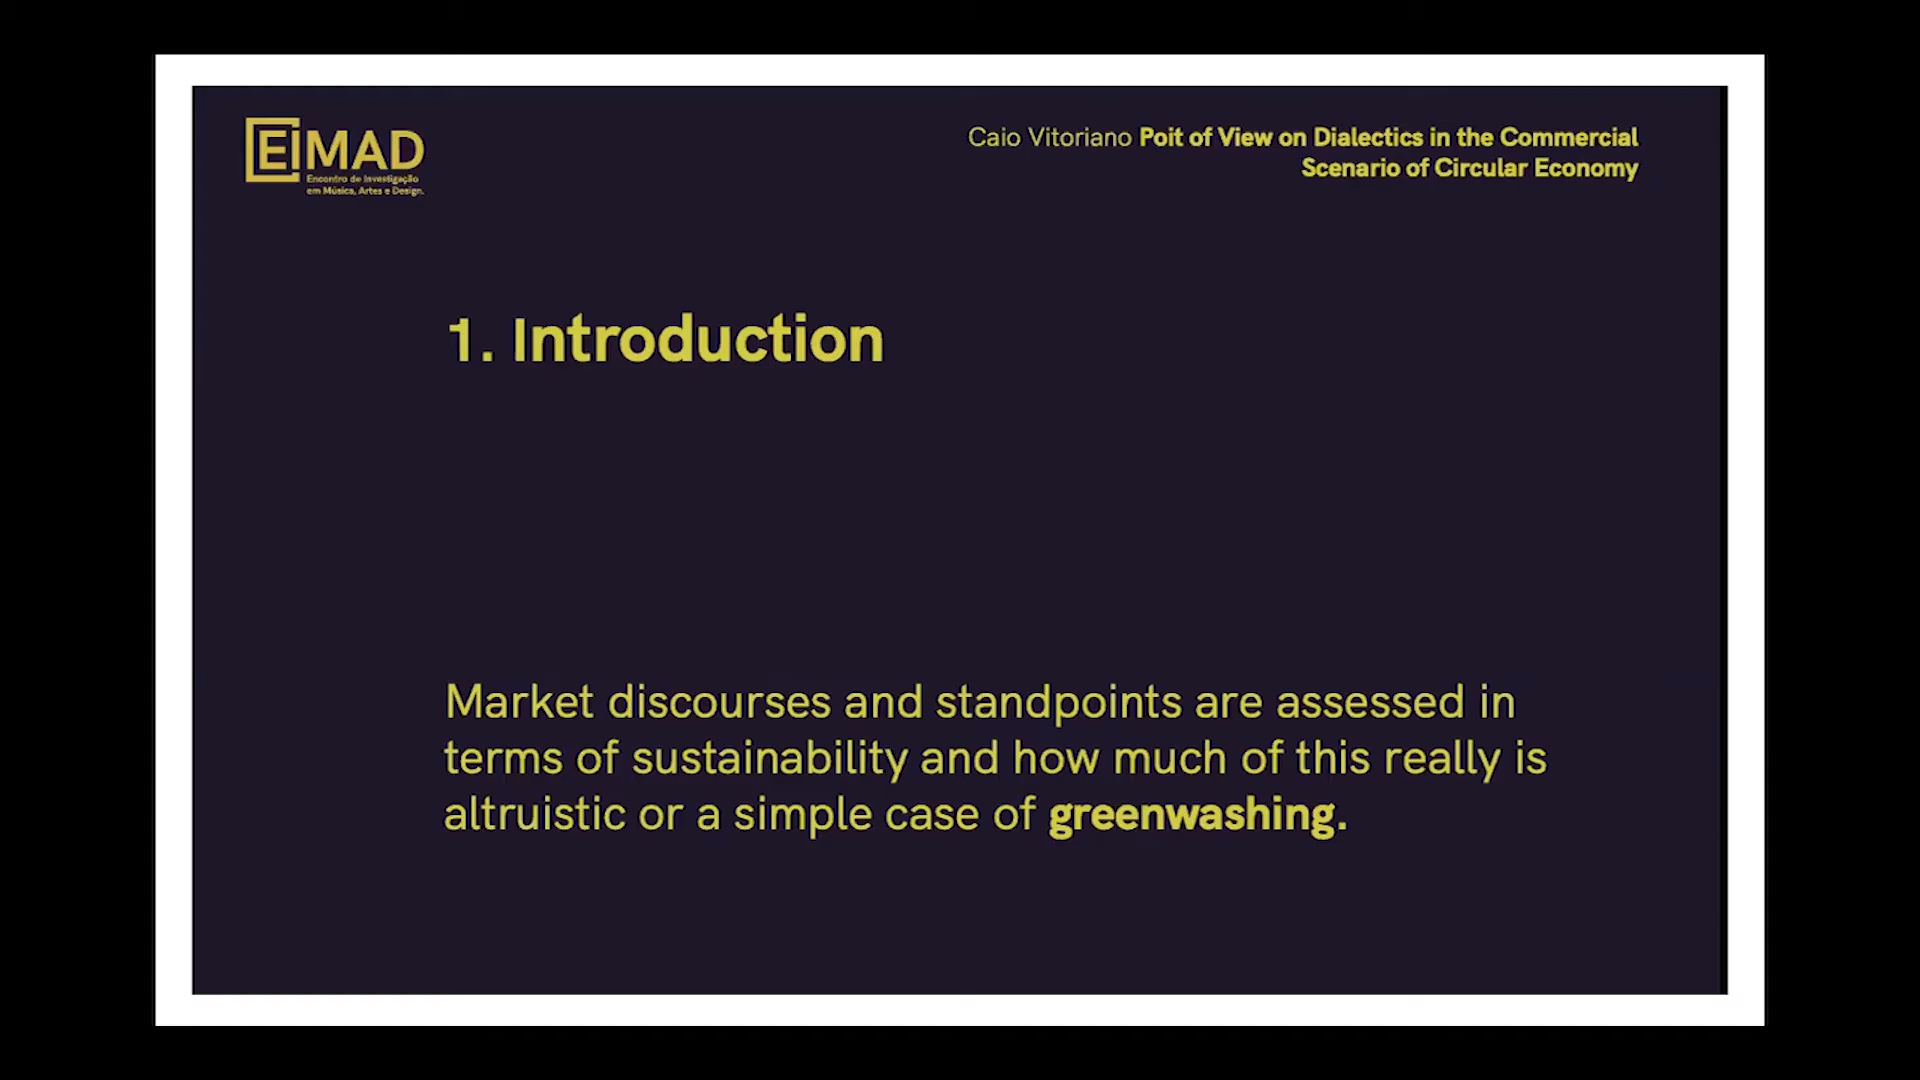 EIMAD
Encontro de Investigação
em Música, Artes e Design.
Caio Vitoriano Poit of View on Dialectics in the Commercial
Scenario of Circular Economy
1. Introduction
Market discourses and standpoints are assessed in
terms of sustainability and how much of this really is
altruistic or a simple case of greenwashing.